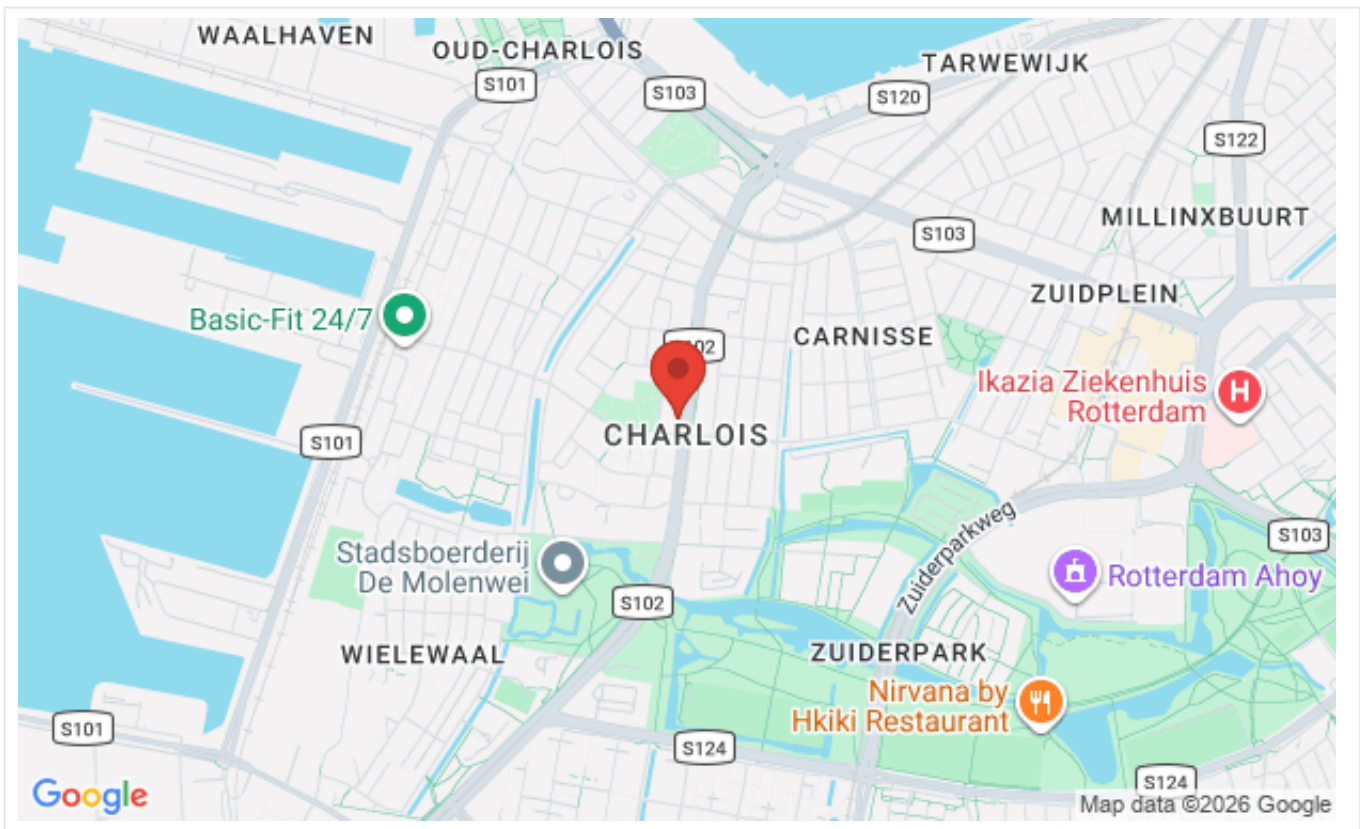 WAALHAVEN
OUD-CHARLOIS
TARWEWIJK
S101
S103
S120
S122
MILLINXBUURT
S103
ZUIDPLEIN
Basic-Fit 24/7
CARNISSE
Ikazia Ziekenhuis
Rotterdam
H
CHARLOIS
S101
Zuiderparkweg
S103
Stadsboerderij
De Molenwei
Rotterdam Ahoy
S102
WIELEWAAL
ZUIDERPARK
Nirvana by
Hkiki Restaurant
S101
S124
S124
Google
Map data ©2026 Google